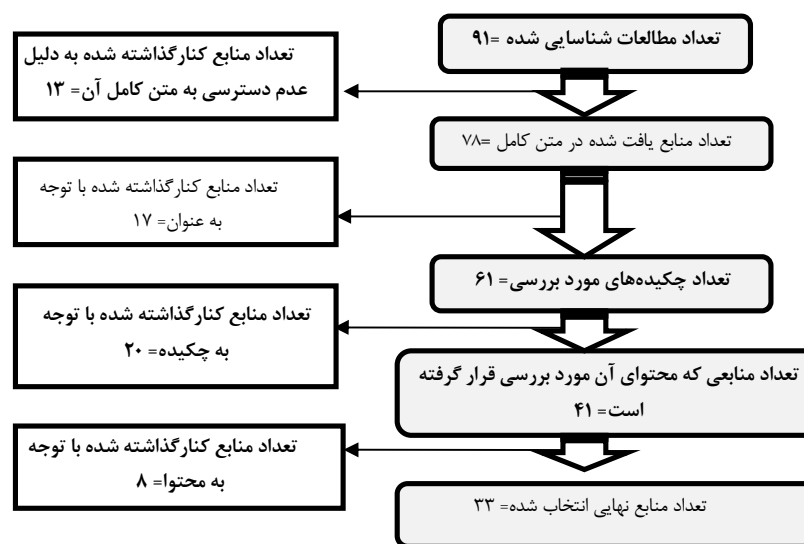 تعداد مطالعات شناسایی شده =۹۱
تعداد منابع کنارگذاشته شده به دلیل
عدم دسترسی به متن کامل آن= ۱۳
تعداد منابع یافت شده در متن کامل =۷۸
تعداد منابع کنارگذاشته شده با توجه
به عنوان= ۱۷
تعداد چکیده‌های مورد بررسی= ۶۱
تعداد منابع کنارگذاشته شده با توجه
به چکیده= ۲۰
تعداد منابعی که محتوای آن مورد بررسی قرار گرفته
است= ۴۱
تعداد منابع کنارگذاشته شده با توجه
به محتوا= ۸
تعداد منابع نهایی انتخاب شده= ۳۳